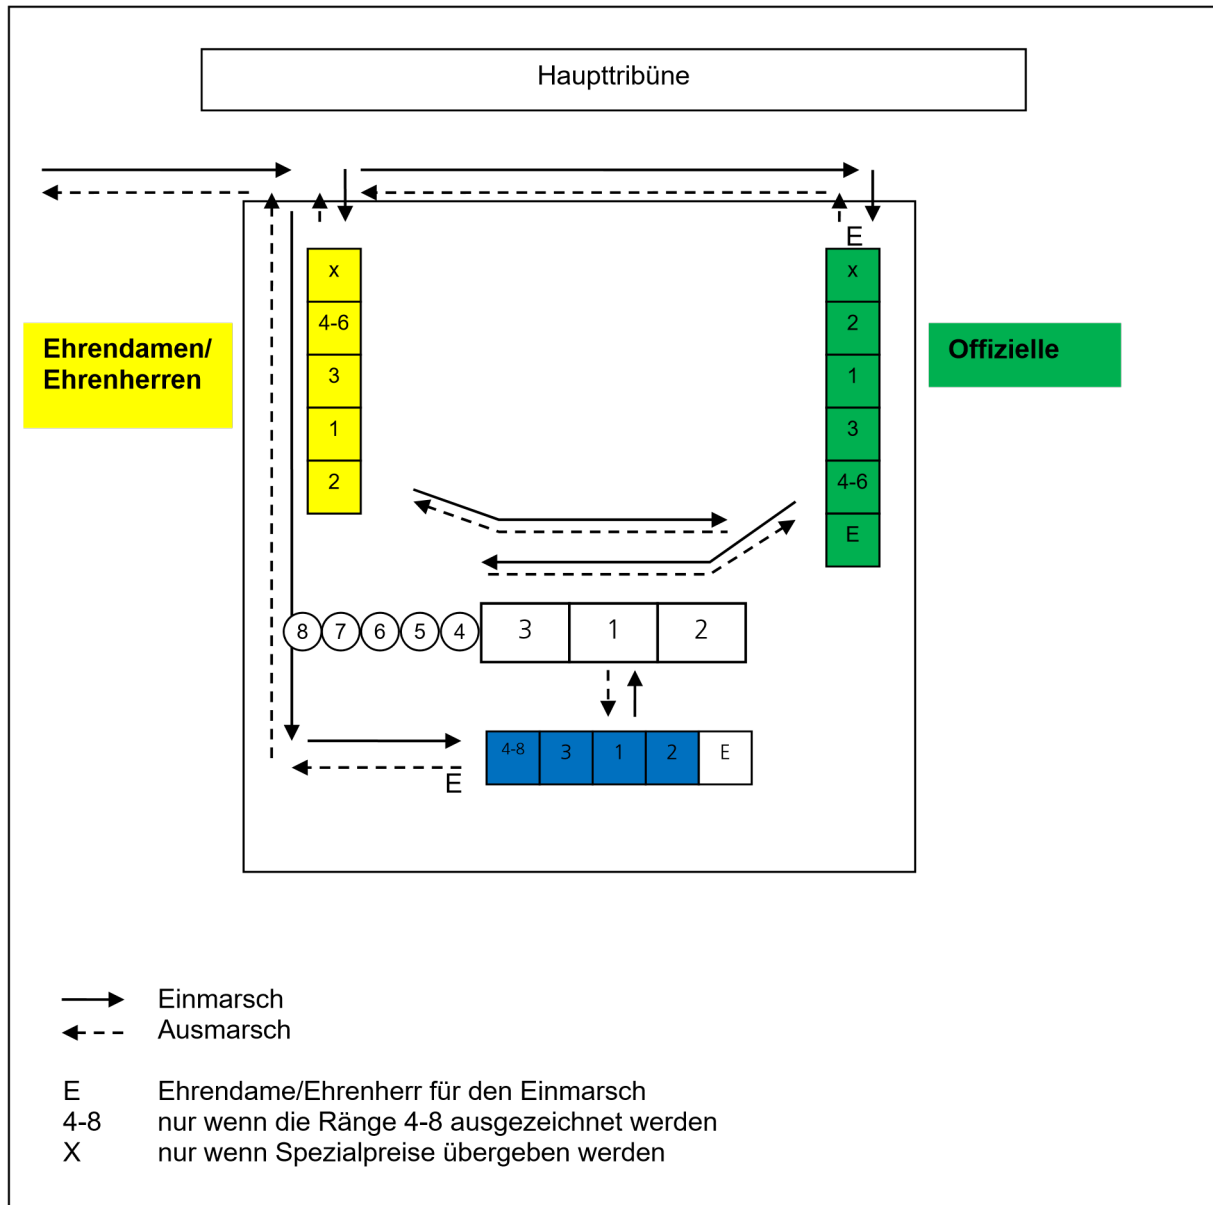 Haupttribüne
E
x
x
4-6
2
Ehrendamen/
Ehrenherren
Offizielle
3
1
1
3
2
4-6
E
8 7 6 5 4 3 1 2
4-8 3 1 2 E
E
Einmarsch
Ausmarsch
E Ehrendame/Ehrenherr für den Einmarsch
4-8 nur wenn die Ränge 4-8 ausgezeichnet werden
X nur wenn Spezialpreise übergeben werden